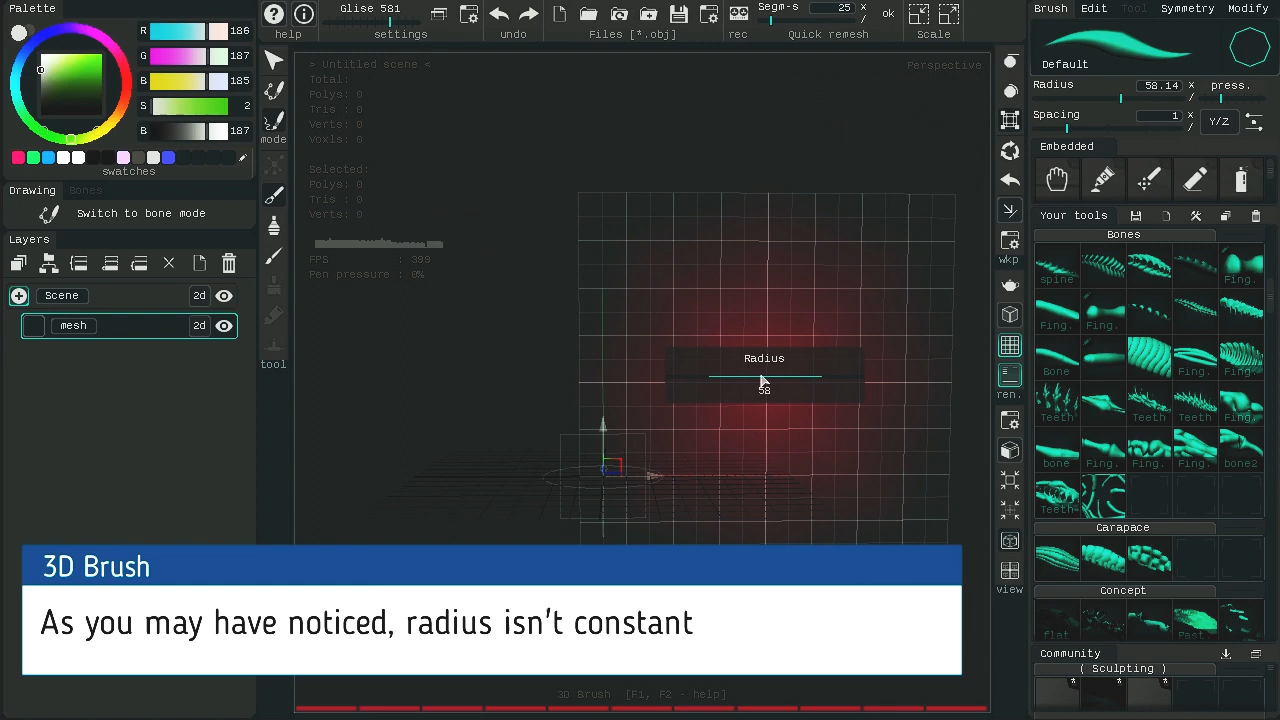 Palette
R 186
G 187
B 185
S 2
B 187
swatches
Drawing Bones
Switch to bone mode
Layers
Scene 2d
mesh 2d
help
Glise 581
settings
undo
Files [*.obj]
rec
Segm-s 25 x
/
ok
Quick remesh
Scale
mode
tool
> Untitled scene <
Total:
Polys: 0
Tris : 0
Verts: 0
Voxls: 0
Selected:
Polys: 0
Tris : 0
Verts: 0
FPS : 399
Pen pressure : 0%
Perspective
Radius
58
3D Brush
As you may have noticed, radius isn't constant
3D Brush [F1, F2 - help]
wkp
ren.
view
Brush Edit Tool Symmetry Modify
Default
Radius 58.14 x press.
/
Spacing 1 x
/
Y/Z
Embedded
Your tools
Bones
spine Fing.
Fing. Fing.
Bone Fing. Fing.
Teeth Teeth Teeth Fing.
bone Fing. Fing. Fing. bone2
Teeth
Carapace
Concept
flat Past.
Community
( Sculpting )
* * *